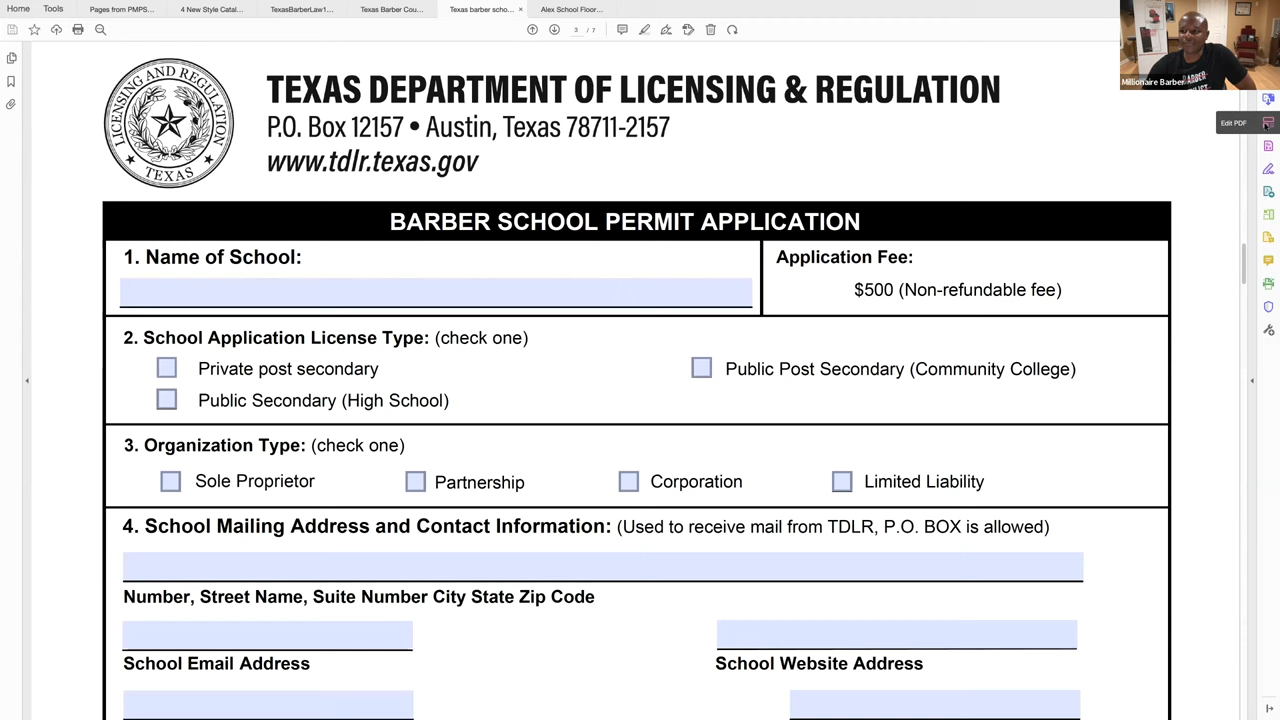 Home Tools Pages from PMPS... 4 New Style Catal... TexasBarberLaw1... Texas Barber Cou... Texas barber scho... × Alex School Floor...
3 / 7
Millionaire Barber
Edit PDF
LICENSING AND REGULATION
TEXAS
TEXAS DEPARTMENT OF LICENSING & REGULATION
P.O. Box 12157 • Austin, Texas 78711-2157
www.tdlr.texas.gov
BARBER SCHOOL PERMIT APPLICATION
1. Name of School:
Application Fee:
$500 (Non-refundable fee)
2. School Application License Type: (check one)
Private post secondary
Public Post Secondary (Community College)
Public Secondary (High School)
3. Organization Type: (check one)
Sole Proprietor Partnership Corporation Limited Liability
4. School Mailing Address and Contact Information: (Used to receive mail from TDLR, P.O. BOX is allowed)
Number, Street Name, Suite Number City State Zip Code
School Email Address School Website Address